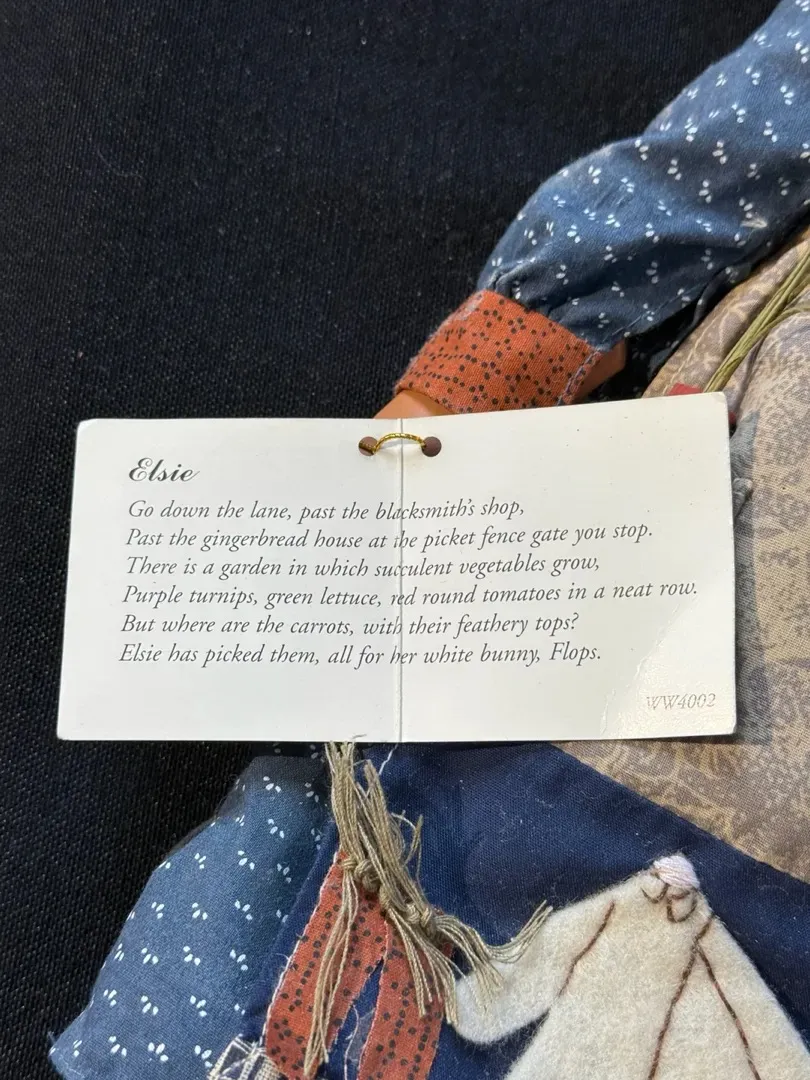 Elsie
Go down the lane, past the blacksmith's shop,
Past the gingerbread house at the picket fence gate you stop.
There is a garden in which succulent vegetables grow,
Purple turnips, green lettuce, red round tomatoes in a neat row.
But where are the carrots, with their feathery tops?
Elsie has picked them, all for her white bunny, Flops.
WW4002